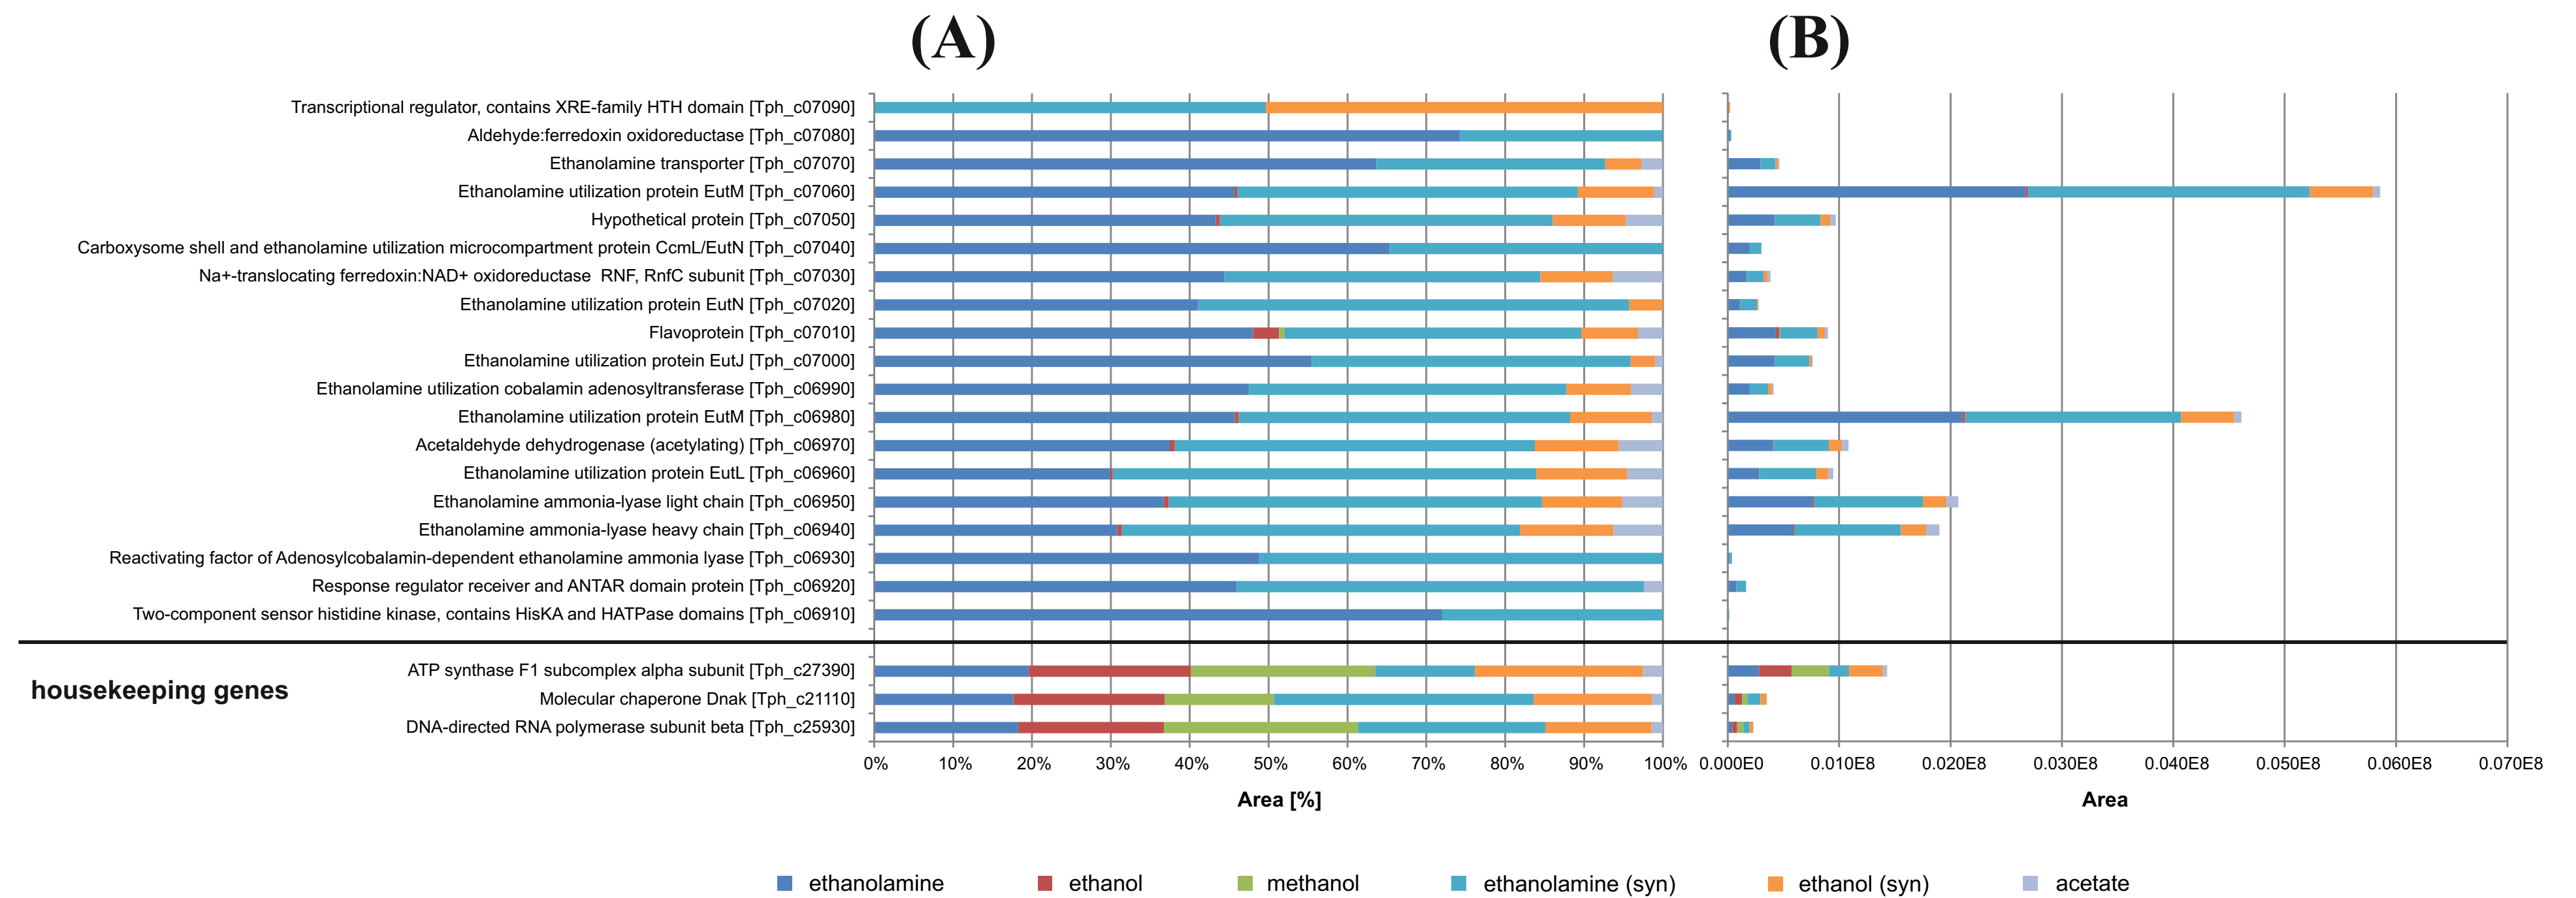 (A)
(B)
Transcriptional regulator, contains XRE-family HTH domain [Tph_c07090]
Aldehyde:ferredoxin oxidoreductase [Tph_c07080]
Ethanolamine transporter [Tph_c07070]
Ethanolamine utilization protein EutM [Tph_c07060]
Hypothetical protein [Tph_c07050]
Carboxysome shell and ethanolamine utilization microcompartment protein CcmL/EutN [Tph_c07040]
Na+-translocating ferredoxin:NAD+ oxidoreductase RNF, RnfC subunit [Tph_c07030]
Ethanolamine utilization protein EutN [Tph_c07020]
Flavoprotein [Tph_c07010]
Ethanolamine utilization protein EutJ [Tph_c07000]
Ethanolamine utilization cobalamin adenosyltransferase [Tph_c06990]
Ethanolamine utilization protein EutM [Tph_c06980]
Acetaldehyde dehydrogenase (acetylating) [Tph_c06970]
Ethanolamine utilization protein EutL [Tph_c06960]
Ethanolamine ammonia-lyase light chain [Tph_c06950]
Ethanolamine ammonia-lyase heavy chain [Tph_c06940]
Reactivating factor of Adenosylcobalamin-dependent ethanolamine ammonia lyase [Tph_c06930]
Response regulator receiver and ANTAR domain protein [Tph_c06920]
Two-component sensor histidine kinase, contains HisKA and HATPase domains [Tph_c06910]
housekeeping genes
ATP synthase F1 subcomplex alpha subunit [Tph_c27390]
Molecular chaperone Dnak [Tph_c21110]
DNA-directed RNA polymerase subunit beta [Tph_c25930]
0% 10% 20% 30% 40% 50% 60% 70% 80% 90% 100%
0.000E0 0.010E8 0.020E8 0.030E8 0.040E8 0.050E8 0.060E8 0.070E8
Area [%]
Area
ethanolamine ethanol methanol ethanolamine (syn) ethanol (syn) acetate